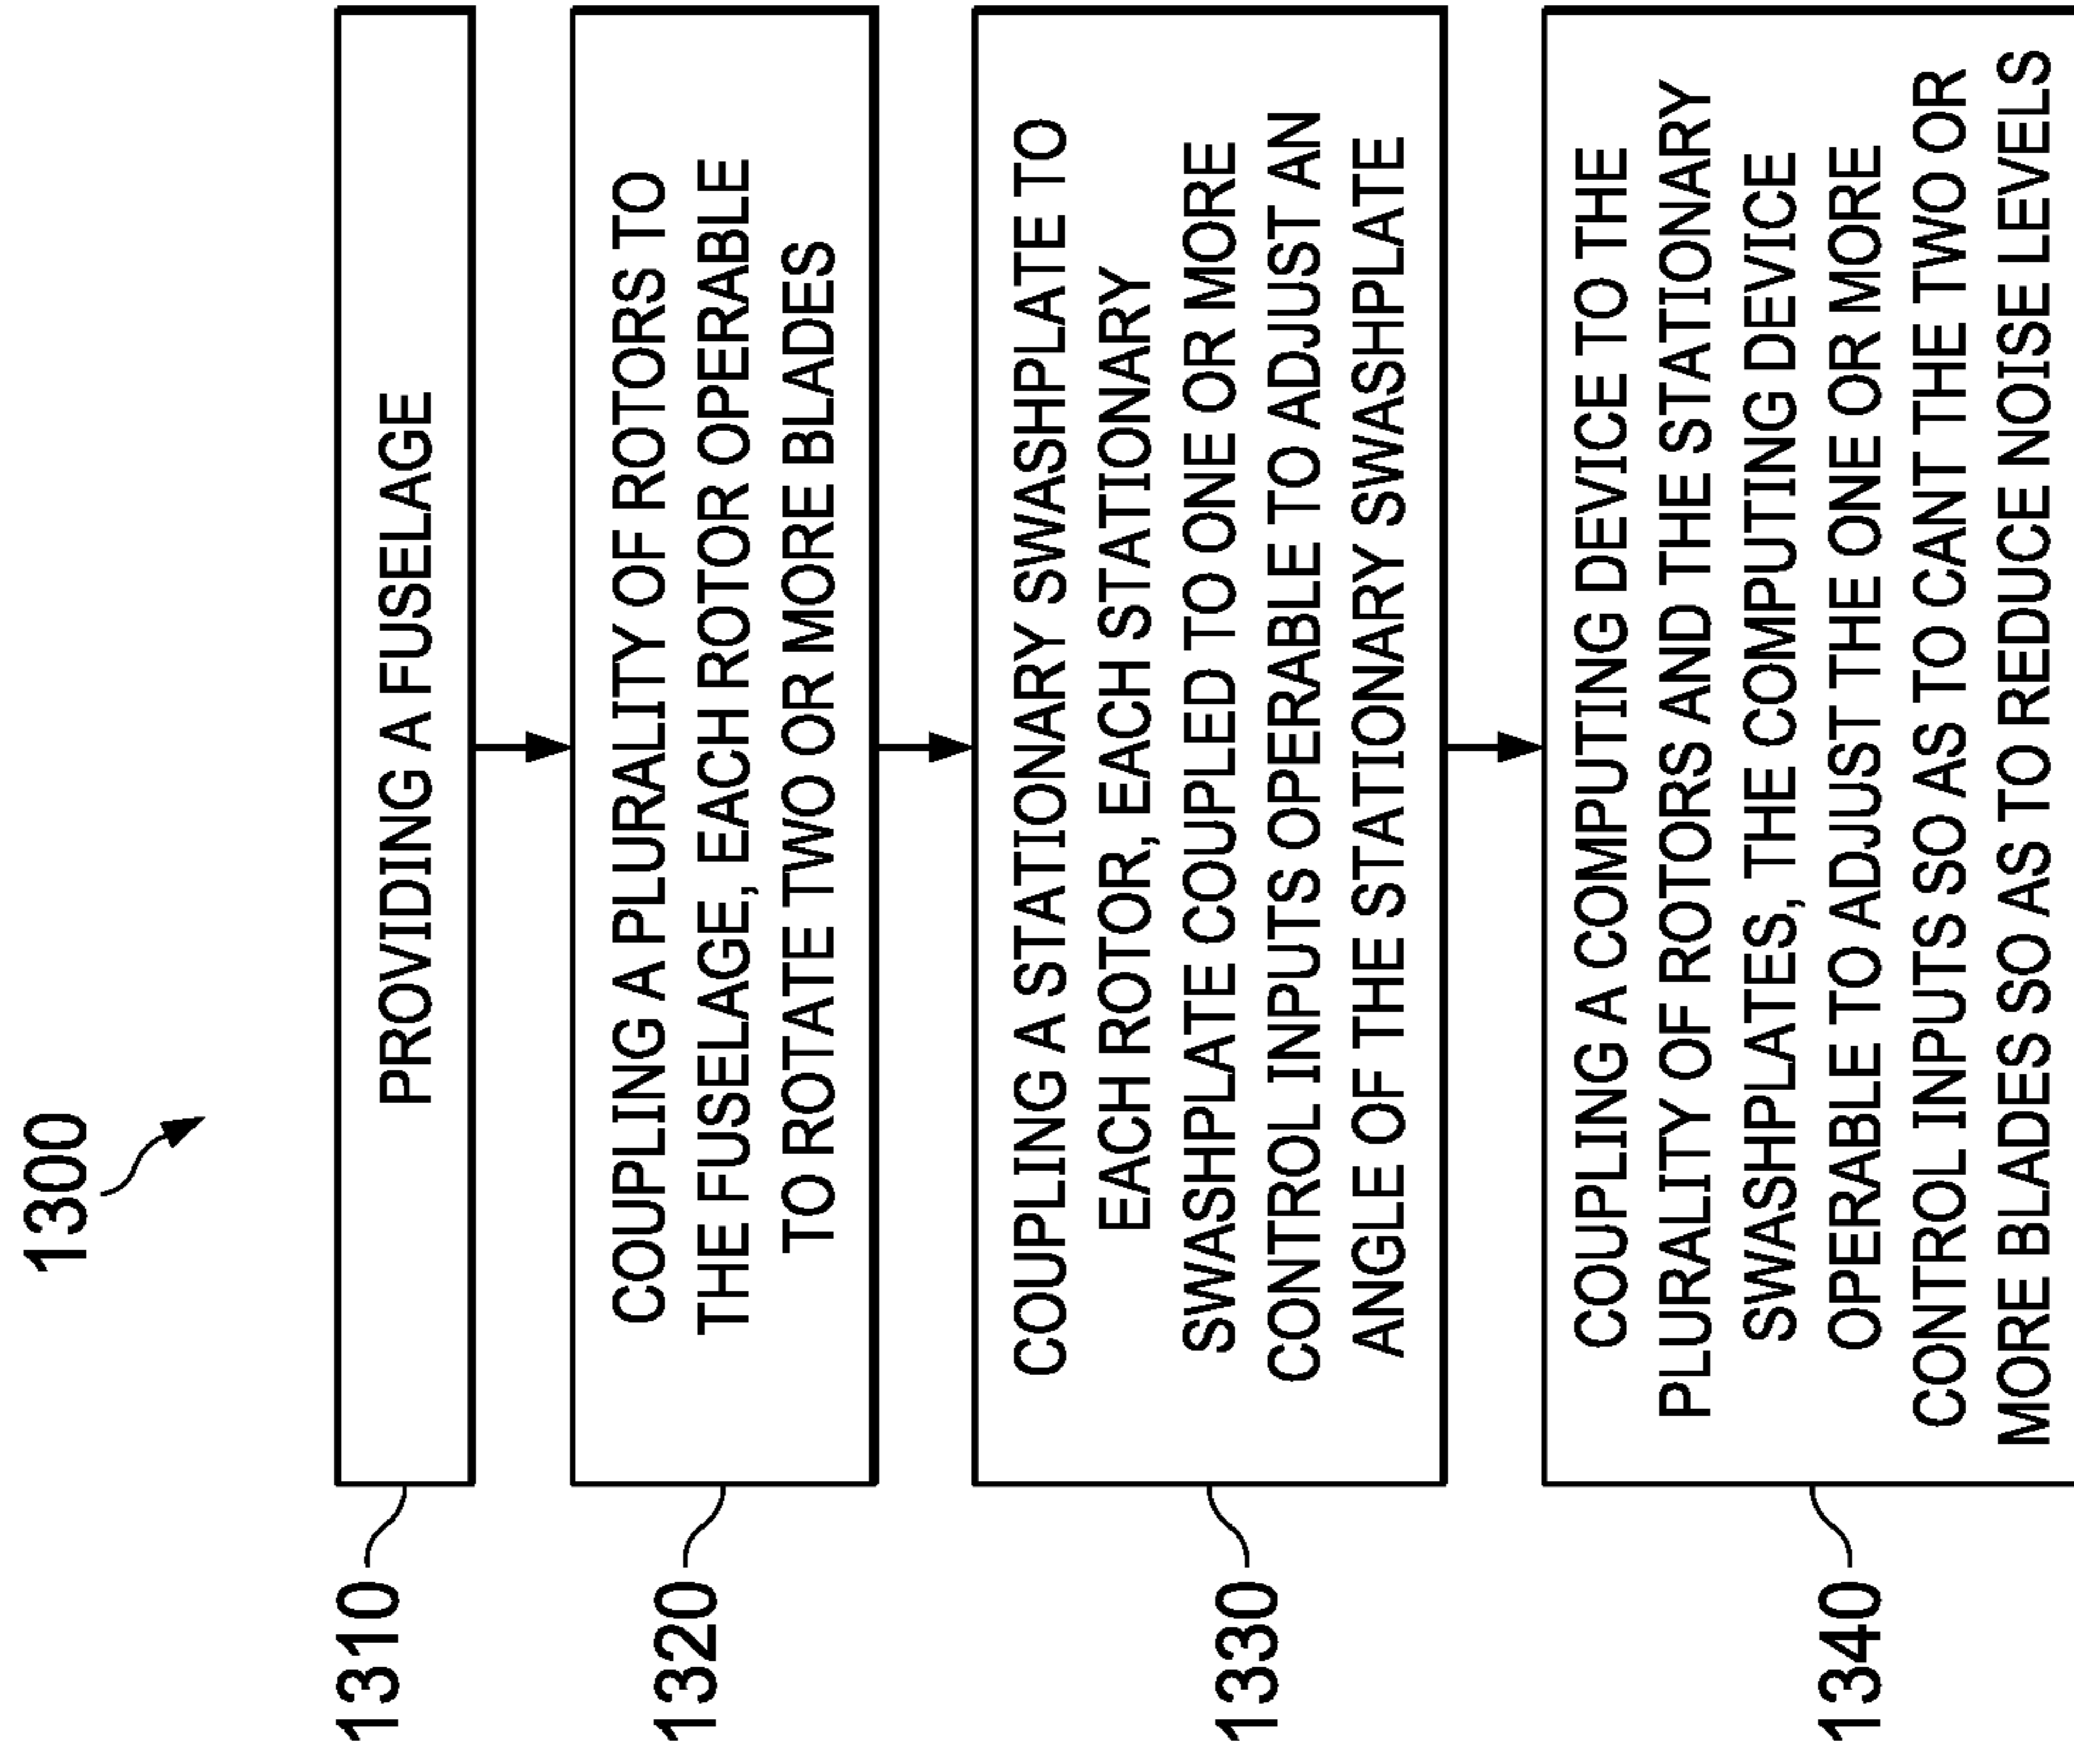 1300
1310
PROVIDING A FUSELAGE
1320
COUPLING A PLURALITY OF ROTORS TO
THE FUSELAGE, EACH ROTOR OPERABLE
TO ROTATE TWO OR MORE BLADES
1330
COUPLING A STATIONARY SWASHPLATE TO
EACH ROTOR, EACH STATIONARY
SWASHPLATE COUPLED TO ONE OR MORE
CONTROL INPUTS OPERABLE TO ADJUST AN
ANGLE OF THE STATIONARY SWASHPLATE
1340
COUPLING A COMPUTING DEVICE TO THE
PLURALITY OF ROTORS AND THE STATIONARY
SWASHPLATES, THE COMPUTING DEVICE
OPERABLE TO ADJUST THE ONE OR MORE
CONTROL INPUTS SO AS TO CANT THE TWO OR
MORE BLADES SO AS TO REDUCE NOISE LEVELS